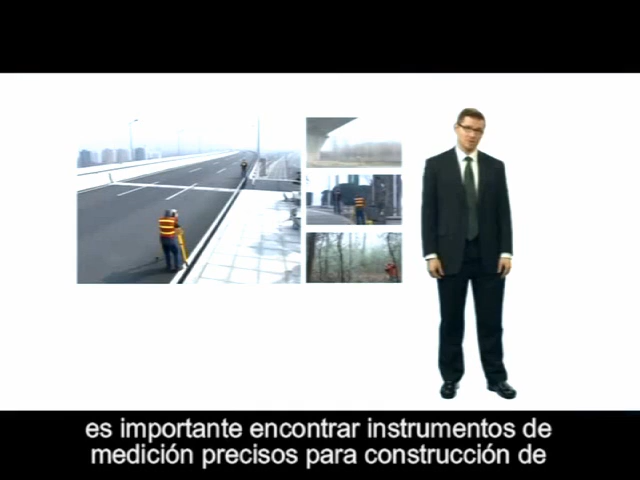 es importante encontrar instrumentos de
medición precisos para construcción de